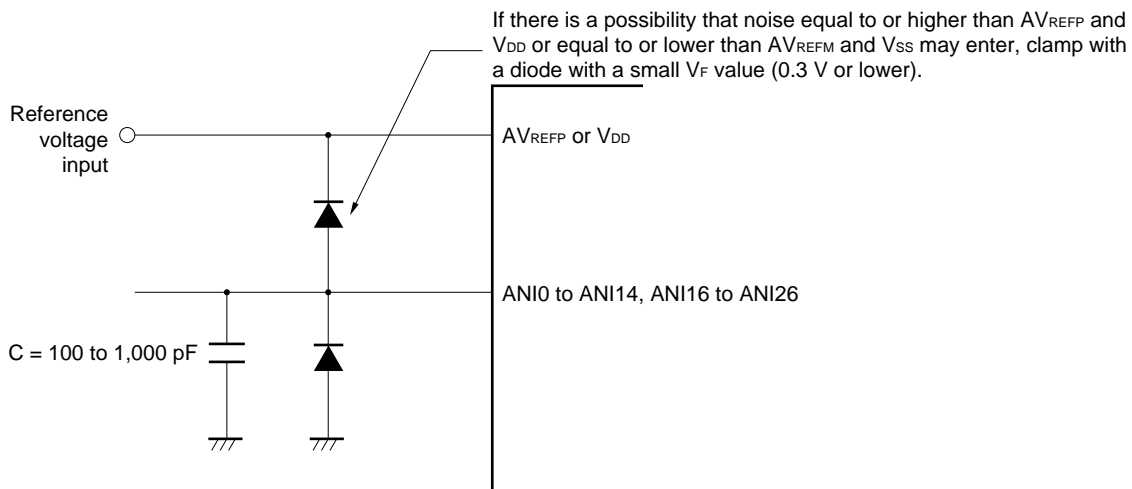 If there is a possibility that noise equal to or higher than AVREFP and
VDD or equal to or lower than AVREFM and VSS may enter, clamp with
a diode with a small VF value (0.3 V or lower).
Reference
voltage
input
AVREFP or VDD
ANI0 to ANI14, ANI16 to ANI26
C = 100 to 1,000 pF